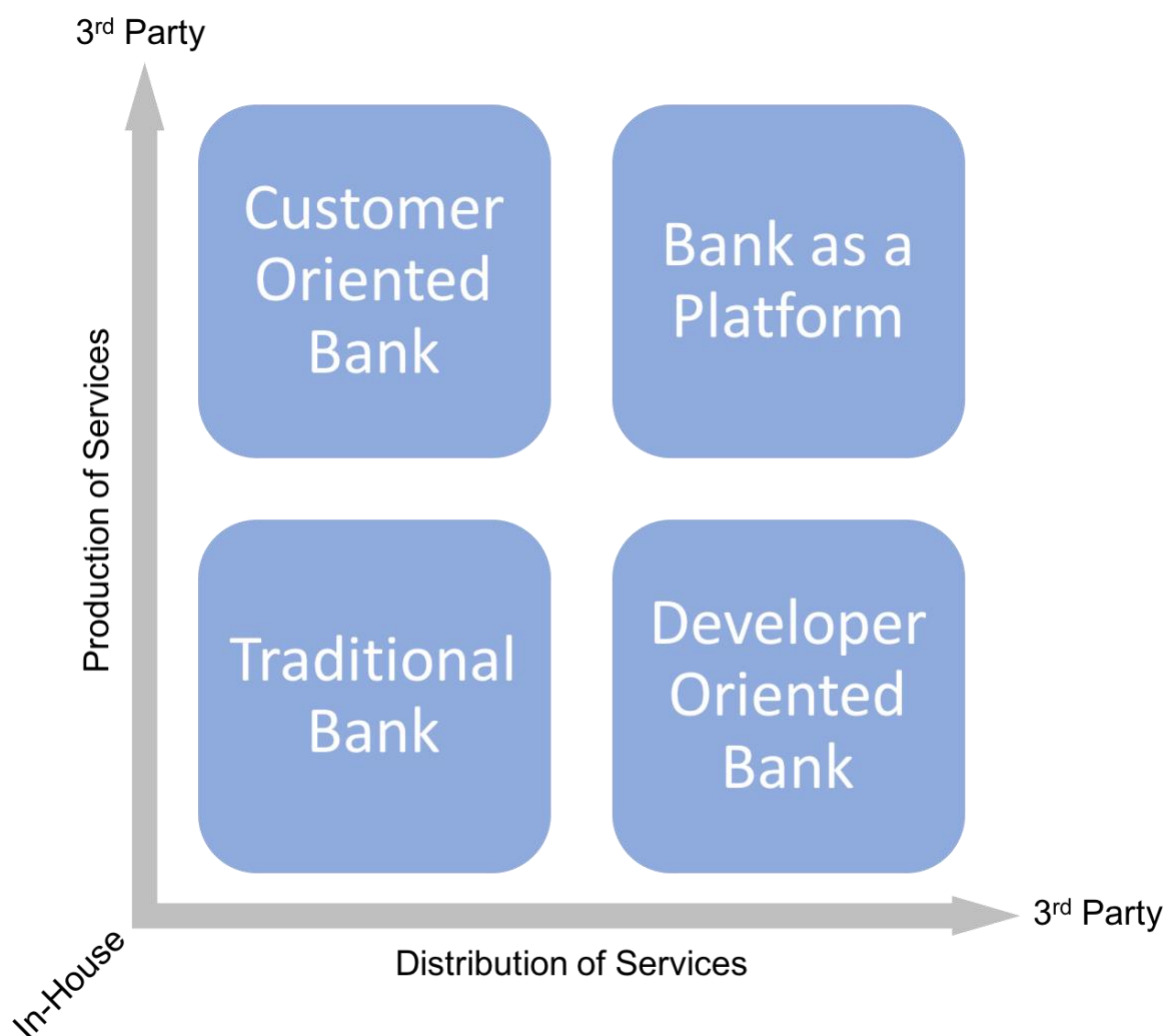 3rd Party
Customer
Oriented
Bank
Bank as a
Platform
Production of Services
Traditional
Bank
Developer
Oriented
Bank
3rd Party
Distribution of Services
In-House